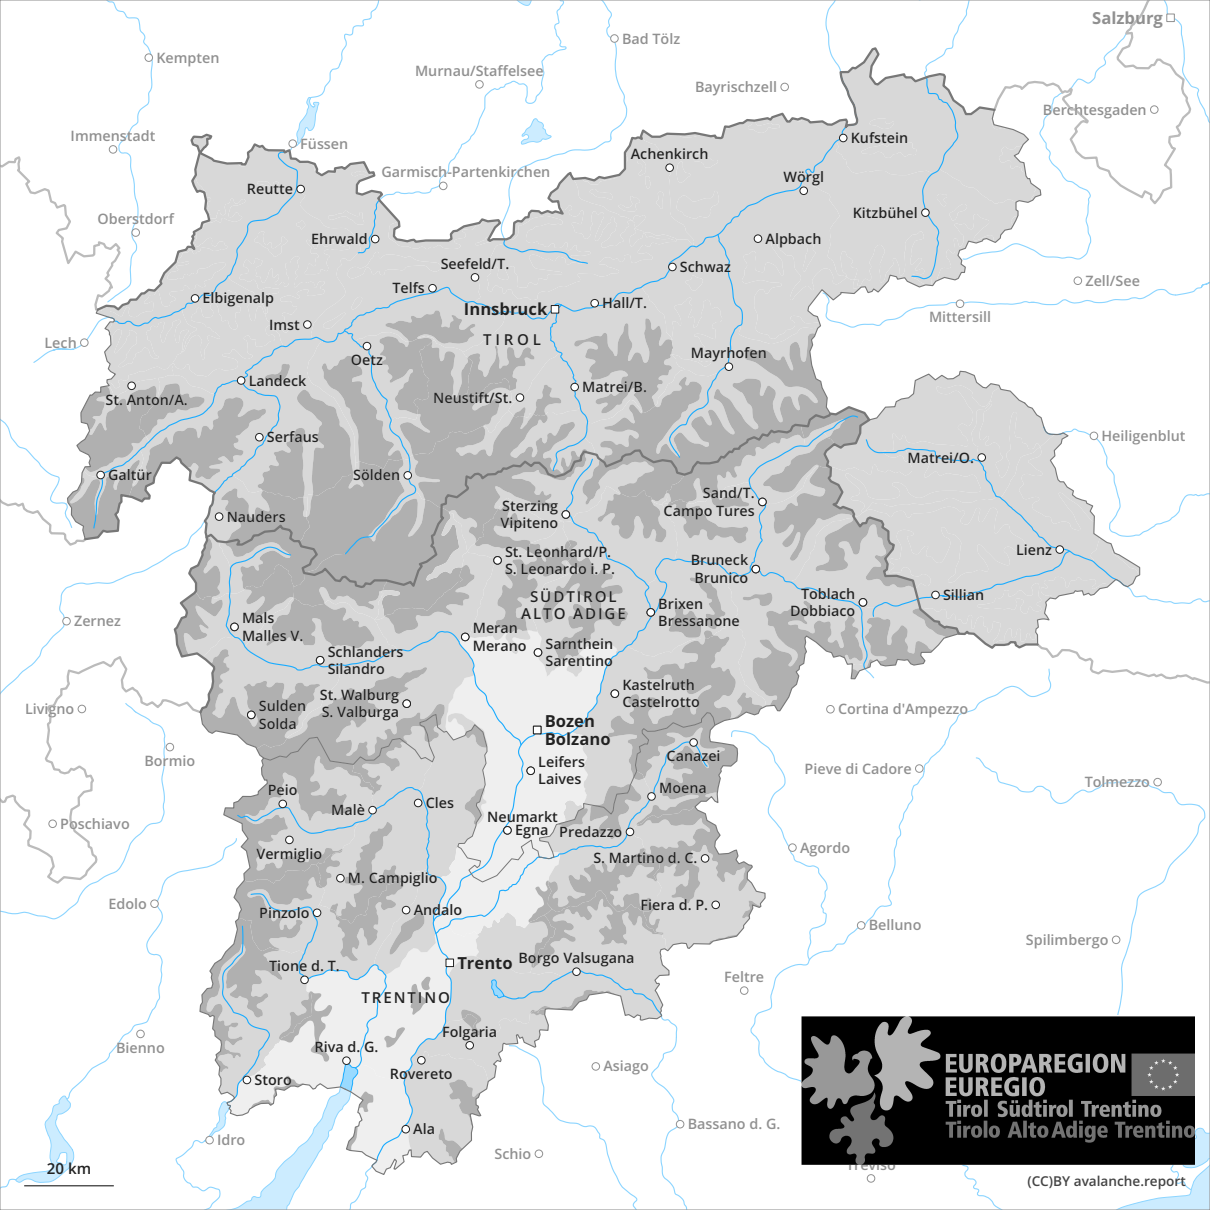 Salzburg
Bad Tölz
Kempten
Murnau/Staffelsee
Bayrischzell
Berchtesgaden
Immenstadt
Füssen
Kufstein
Achenkirch
Garmisch-Partenkirchen
Wörgl
Reutte
Oberstdorf
Kitzbühel
Ehrwald
Alpbach
Seefeld/T.
Schwaz
Zell/See
Telfs
Elbigenalp
Hall/T.
Innsbruck
Mittersill
Imst
TIROL
Lech
Mayrhofen
Oetz
Landeck
Matrei/B.
St. Anton/A.
Neustift/St.
Serfaus
Heiligenblut
Matrei/O.
Galtür
Sölden
Sand/T.
Campo Tures
Sterzing
Vipiteno
Nauders
St. Leonhard/P.
S. Leonardo i. P.
Lienz
Bruneck
Brunico
SÜDTIROL
ALTO ADIGE
Toblach
Dobbiaco
Sillian
Brixen
Bressanone
Zernez
Mals
Malles V.
Meran
Merano
Sarnthein
Sarentino
Schlanders
Silandro
Kastelruth
Castelrotto
St. Walburg
S. Valburga
Sulden
Solda
Livigno
Cortina d'Ampezzo
Bozen
Bolzano
Bormio
Canazei
Leifers
Laives
Pieve di Cadore
Tolmezzo
Peio
Moena
Malè
Cles
Neumarkt
Egna
Predazzo
Poschiavo
Vermiglio
Agordo
S. Martino d. C.
M. Campiglio
Edolo
Pinzolo
Andalo
Fiera d. P.
Belluno
Spilimbergo
Trento
Borgo Valsugana
Tione d. T.
Feltre
TRENTINO
Folgaria
Bienno
Riva d. G.
Asiago
Rovereto
Storo
EUROPAREGION
EUREGIO
Tirol Südtirol Trentino
Tirolo Alto Adige Trentino
Ala
Bassano d. G.
Idro
Schio
Treviso
20 km
(CC)BY avalanche.report